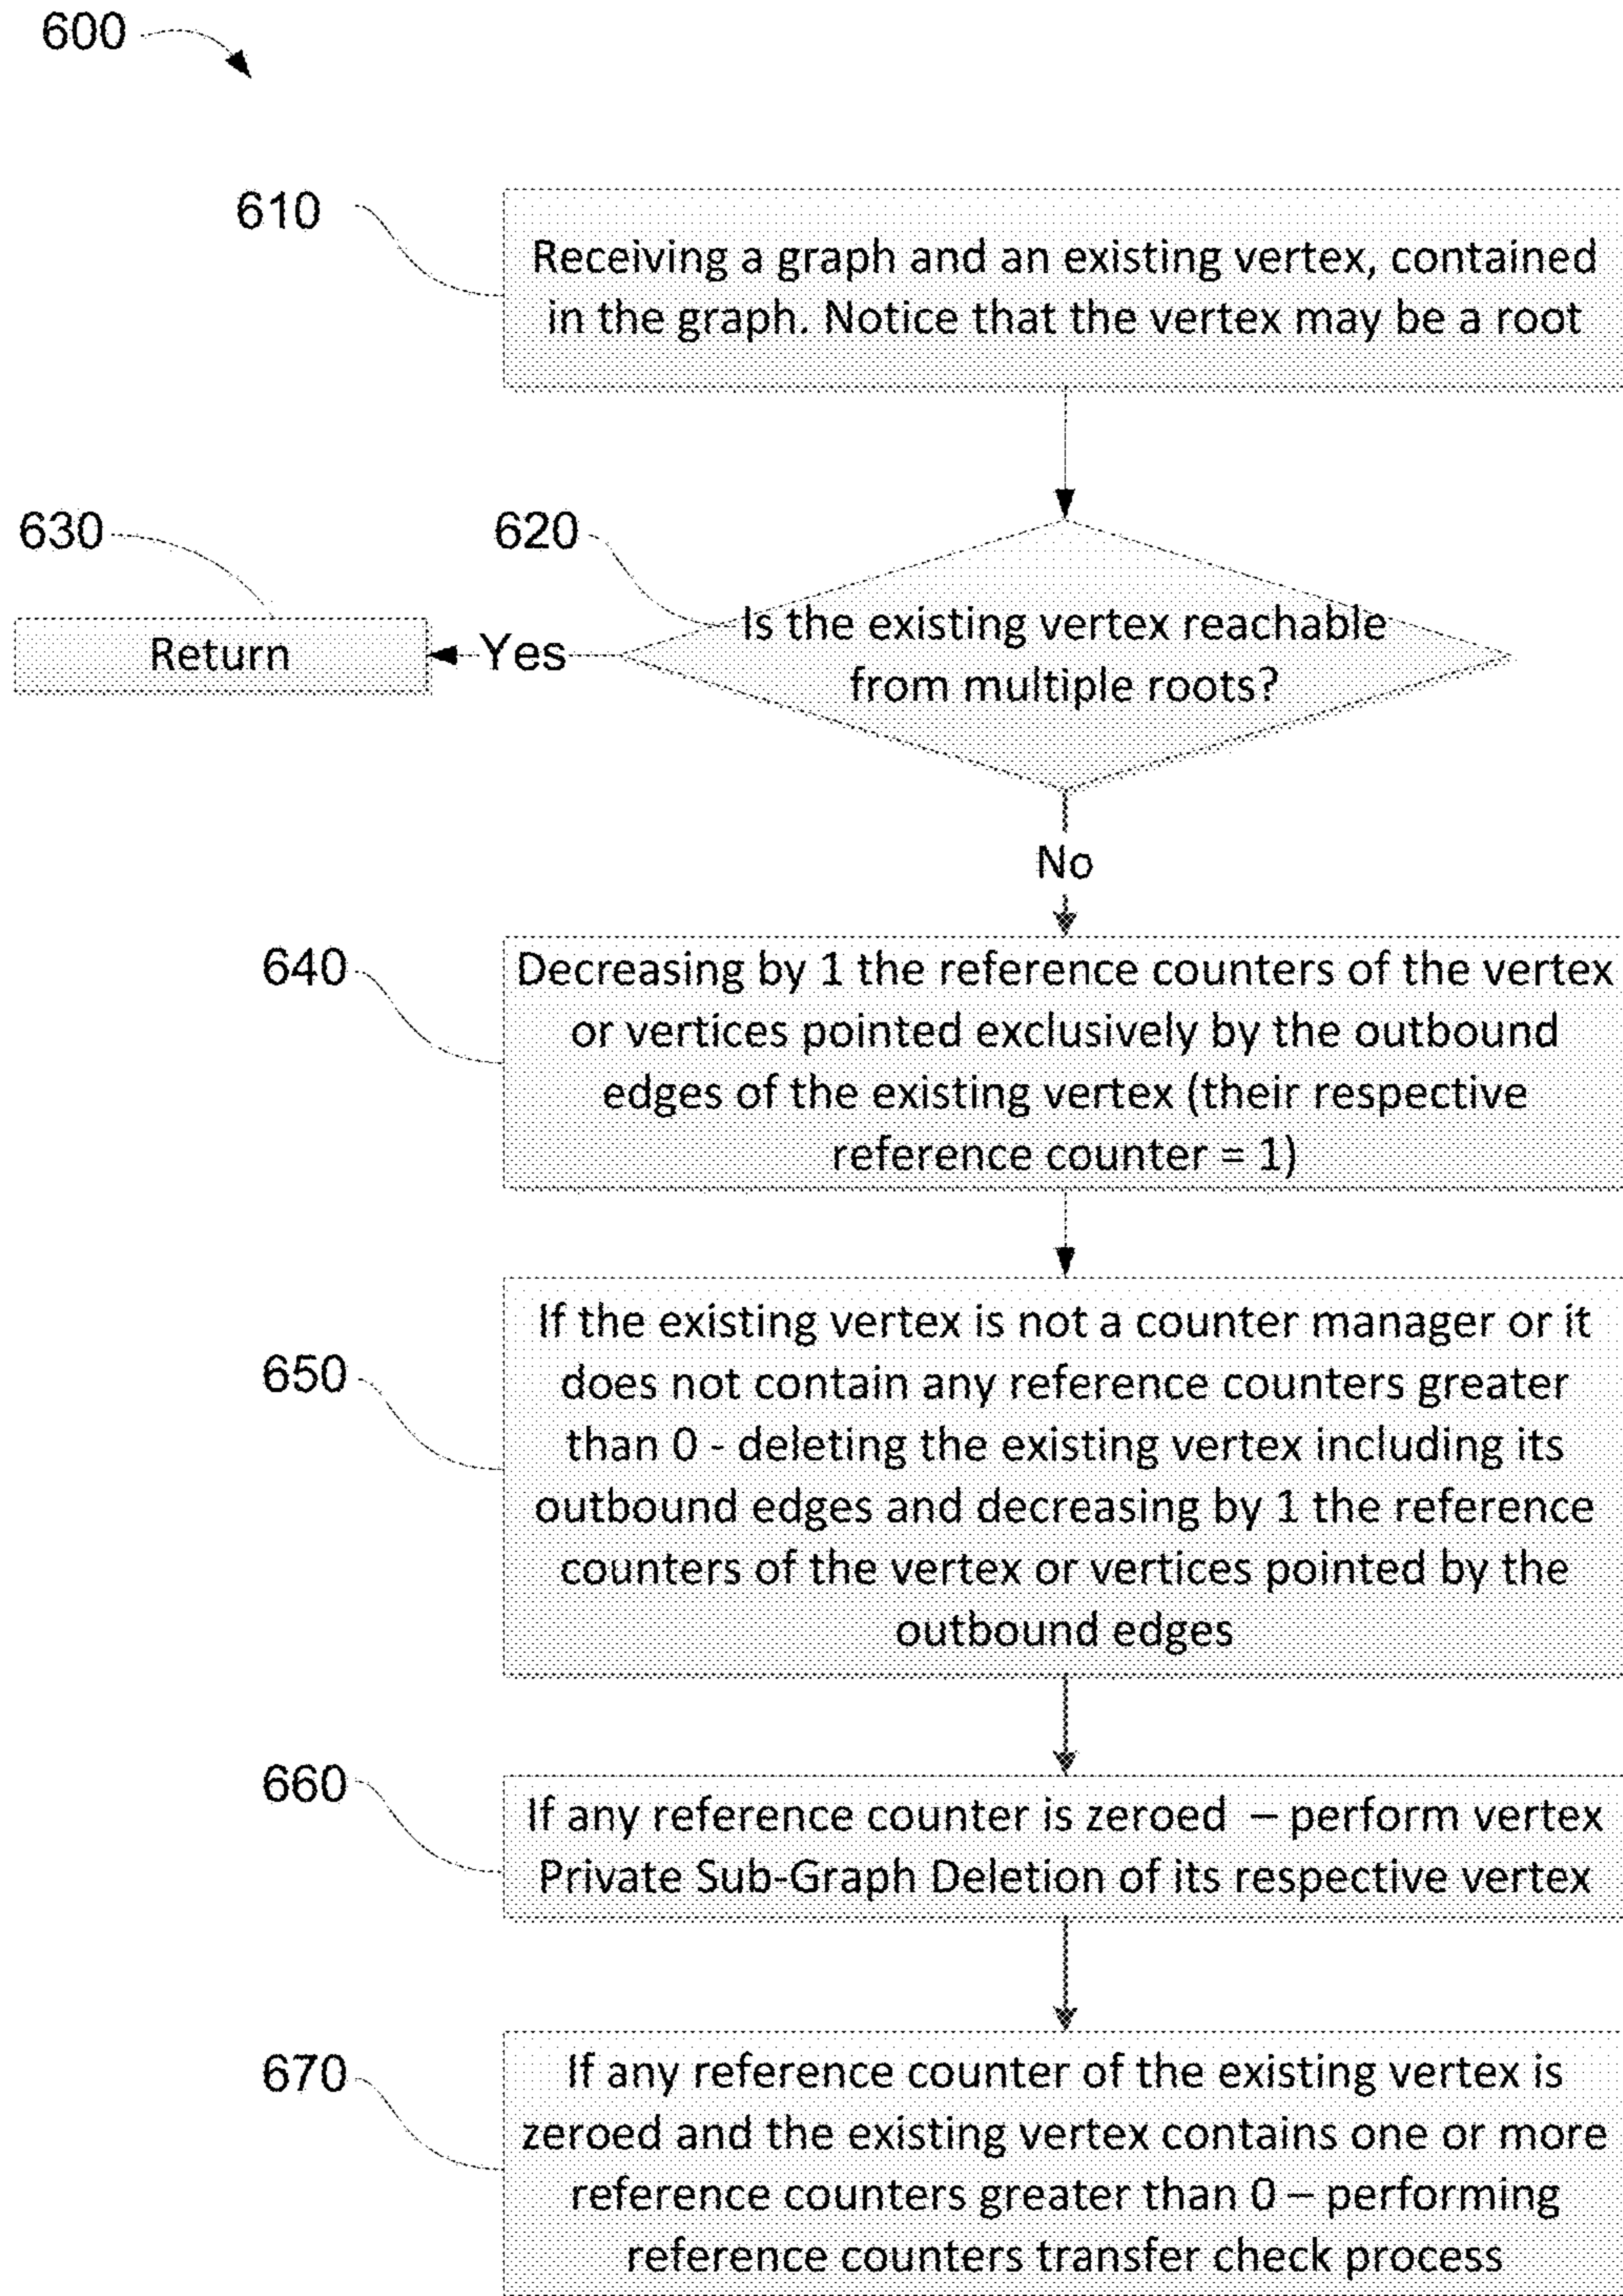 600
610
Receiving a graph and an existing vertex, contained
in the graph. Notice that the vertex may be a root
630
620
Is the existing vertex reachable
from multiple roots?
Return
Yes
No
640
Decreasing by 1 the reference counters of the vertex
or vertices pointed exclusively by the outbound
edges of the existing vertex (their respective
reference counter = 1)
650
If the existing vertex is not a counter manager or it
does not contain any reference counters greater
than 0 - deleting the existing vertex including its
outbound edges and decreasing by 1 the reference
counters of the vertex or vertices pointed by the
outbound edges
660
If any reference counter is zeroed – perform vertex
Private Sub-Graph Deletion of its respective vertex
670
If any reference counter of the existing vertex is
zeroed and the existing vertex contains one or more
reference counters greater than 0 – performing
reference counters transfer check process